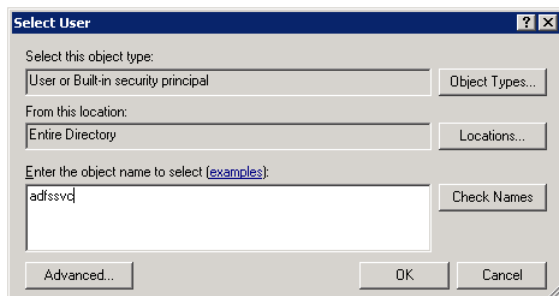 Select User
Select this object type:
User or Built-in security principal
Object Types...
From this location:
Entire Directory
Locations...
Enter the object name to select (examples):
adfssvc
Check Names
Advanced...
OK
Cancel